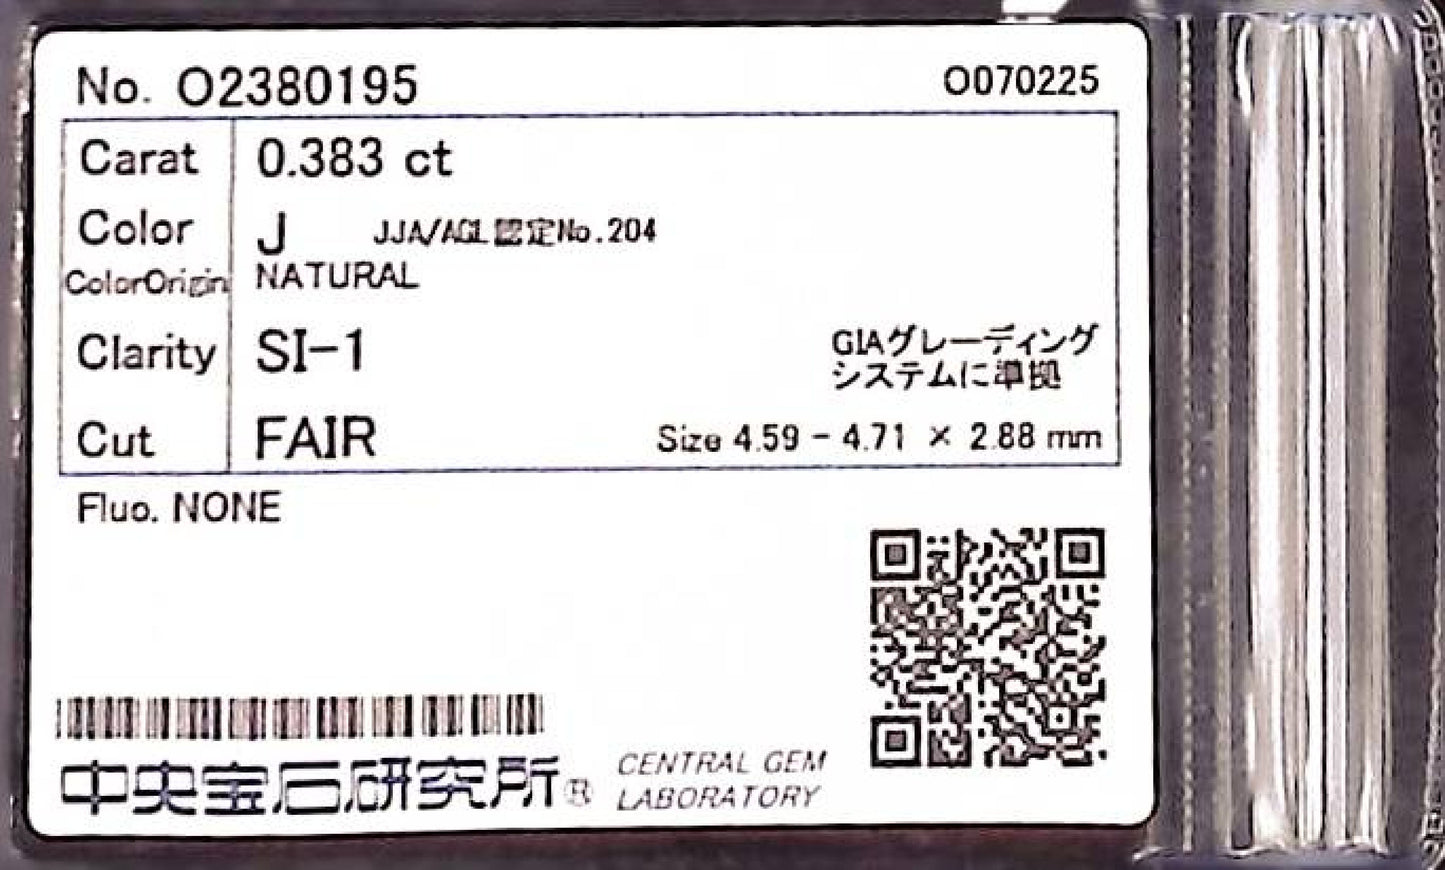 No. O2380195 O070225
Carat 0.383 ct
Color J JJA/AGL認定No.204
ColorOrigin NATURAL
Clarity SI-1 GIAグレーディング
システムに準拠
Cut FAIR Size 4.59 - 4.71 × 2.88 mm
Fluo. NONE
中央宝石研究所® CENTRAL GEM
LABORATORY